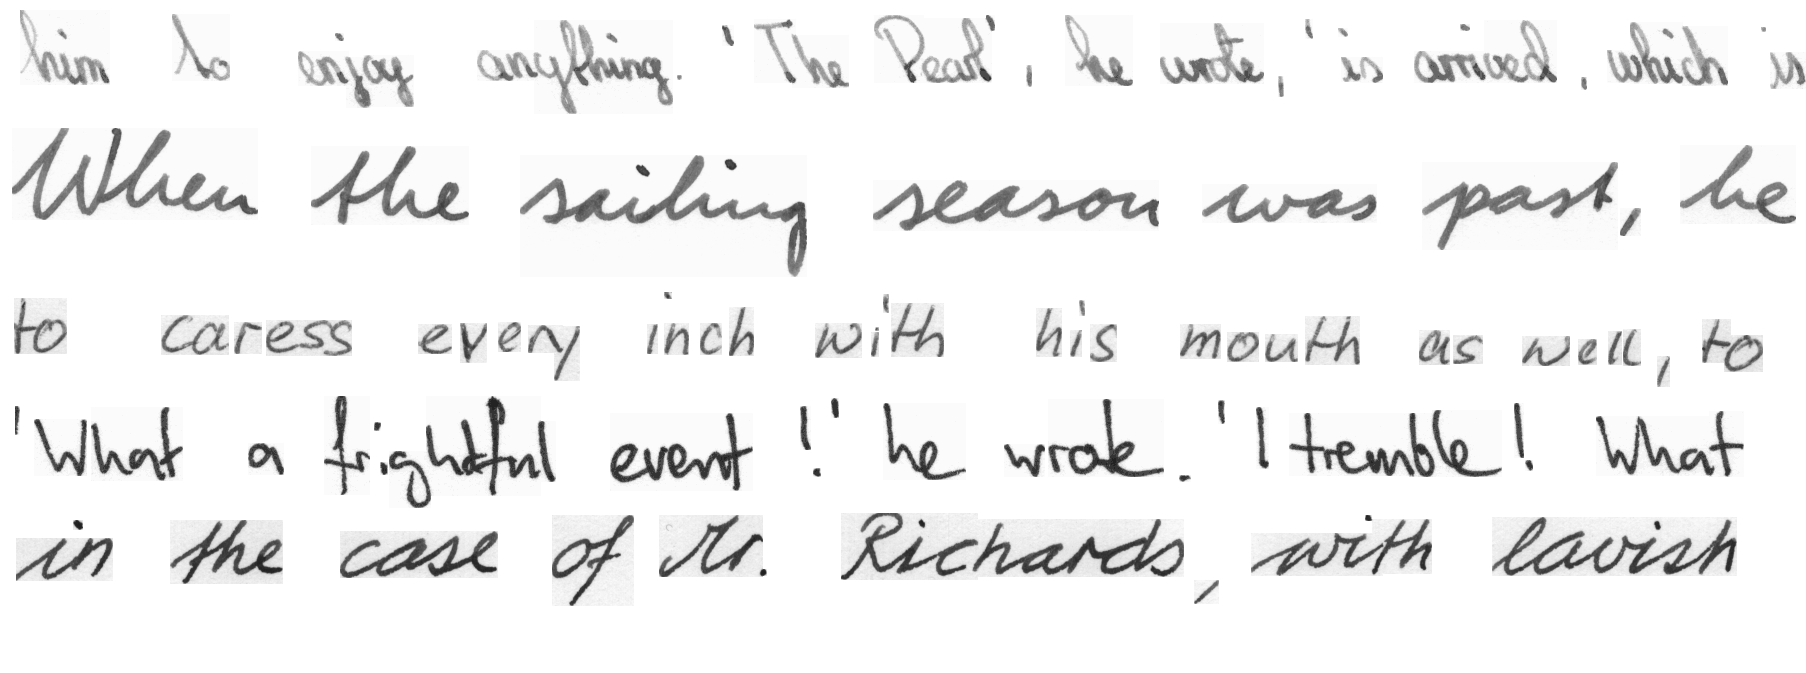 him to enjoy anything. 'The Pearl', he wrote, 'is arrived, which is
When the sailing season was past, he
to caress every inch with his mouth as well, to
'What a frightful event!' he wrote. 'I tremble! What
in the case of Mr. Richards, with lavish